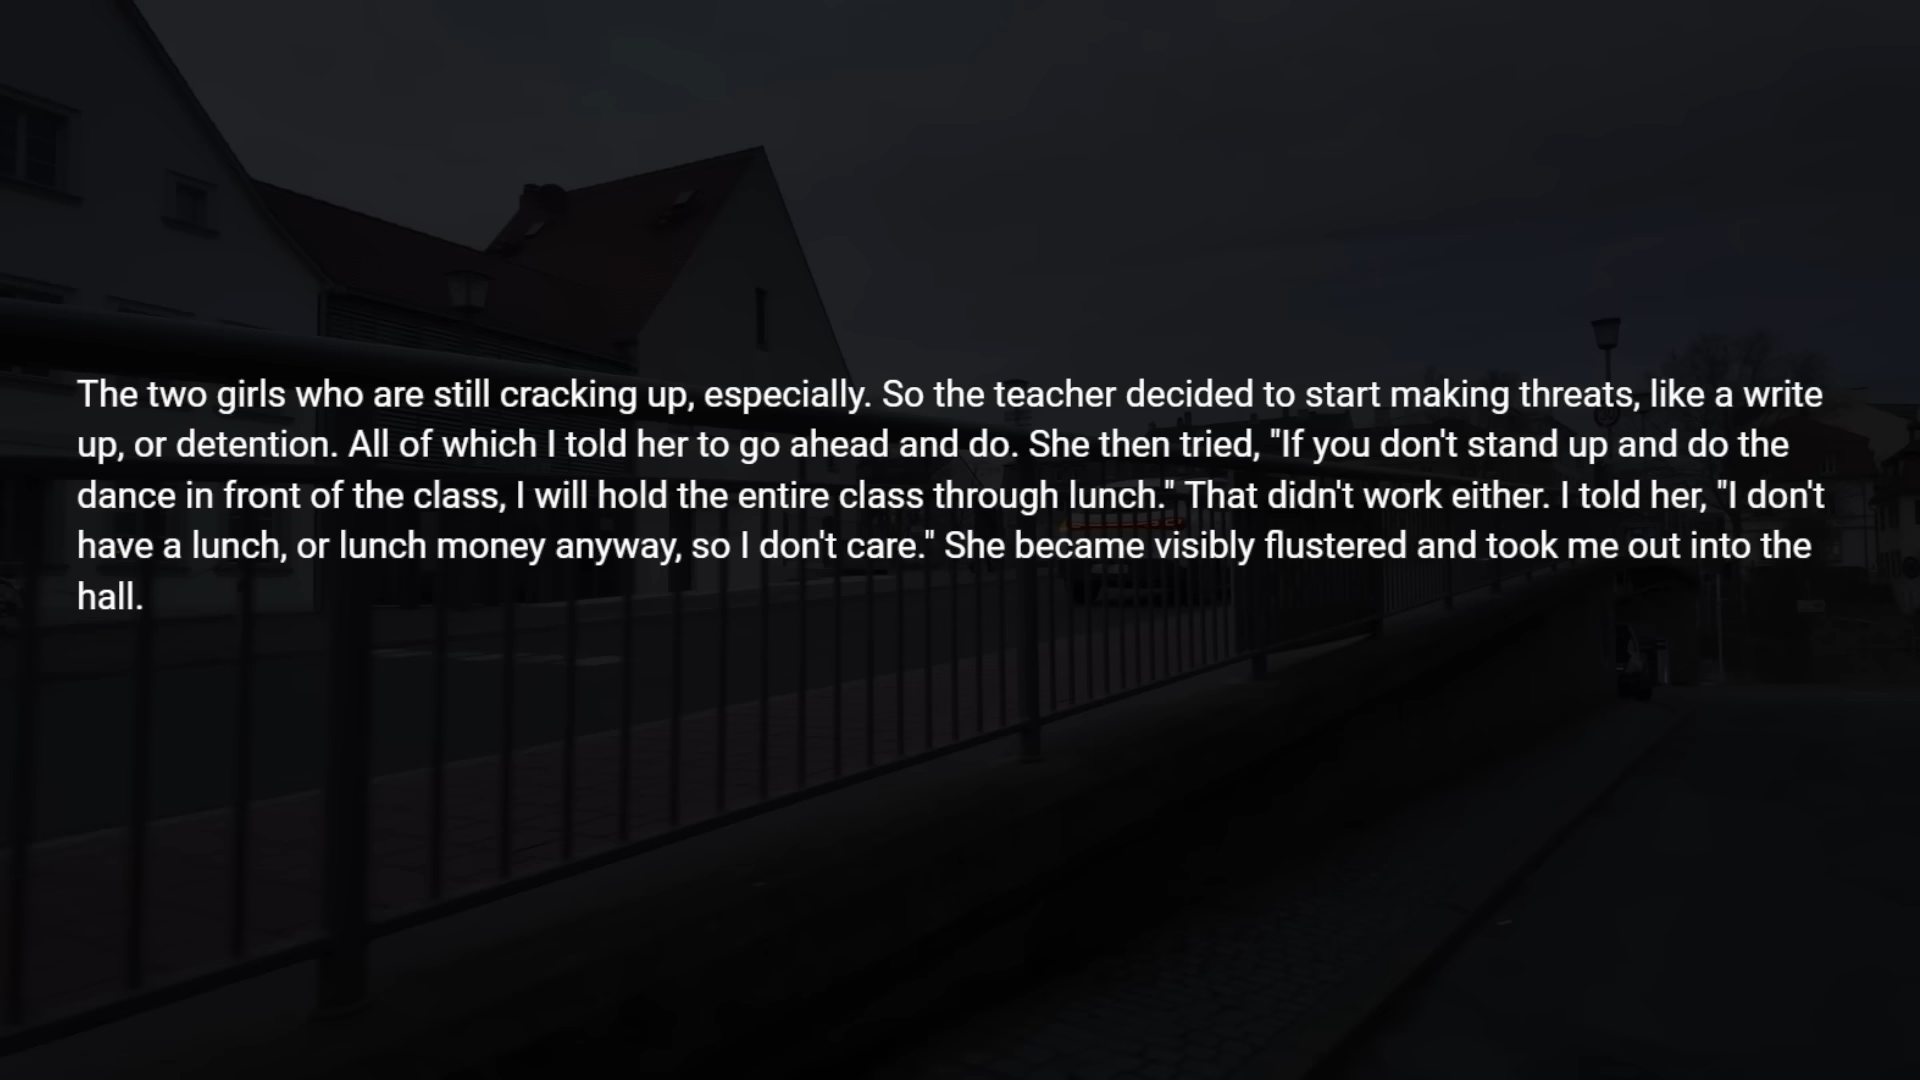 The two girls who are still cracking up, especially. So the teacher decided to start making threats, like a write
up, or detention. All of which I told her to go ahead and do. She then tried, "If you don't stand up and do the
dance in front of the class, I will hold the entire class through lunch." That didn't work either. I told her, "I don't
have a lunch, or lunch money anyway, so I don't care." She became visibly flustered and took me out into the
hall.